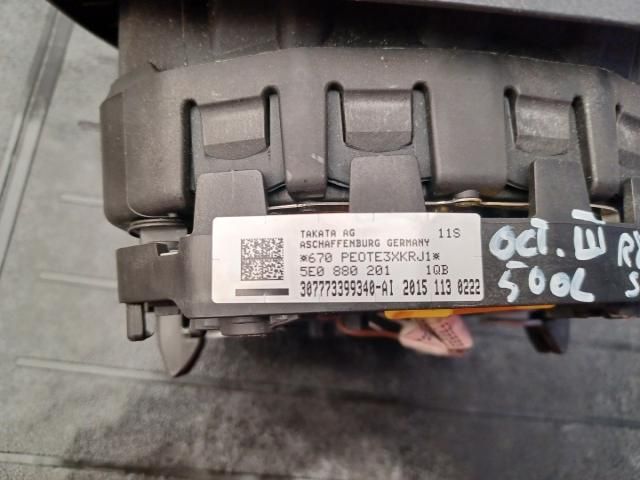 TAKATA AG 11S
ASCHAFFENBURG GERMANY
*670 PEOTE3XKRJ1*
5E0 880 201 1QB
307773399340-AI 2015 113 0222
OCT. III
500L